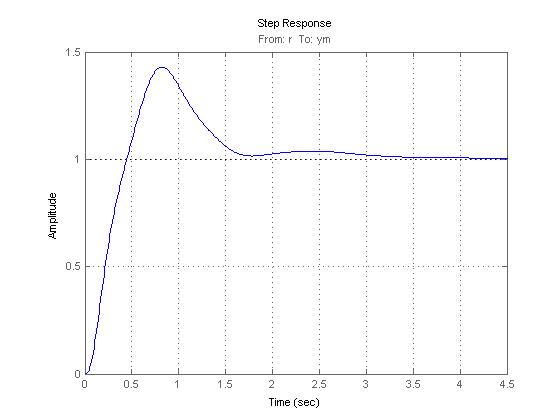 Step Response
From: r To: ym
1.5
1
0.5
0
Amplitude
0 0.5 1 1.5 2 2.5 3 3.5 4 4.5
Time (sec)